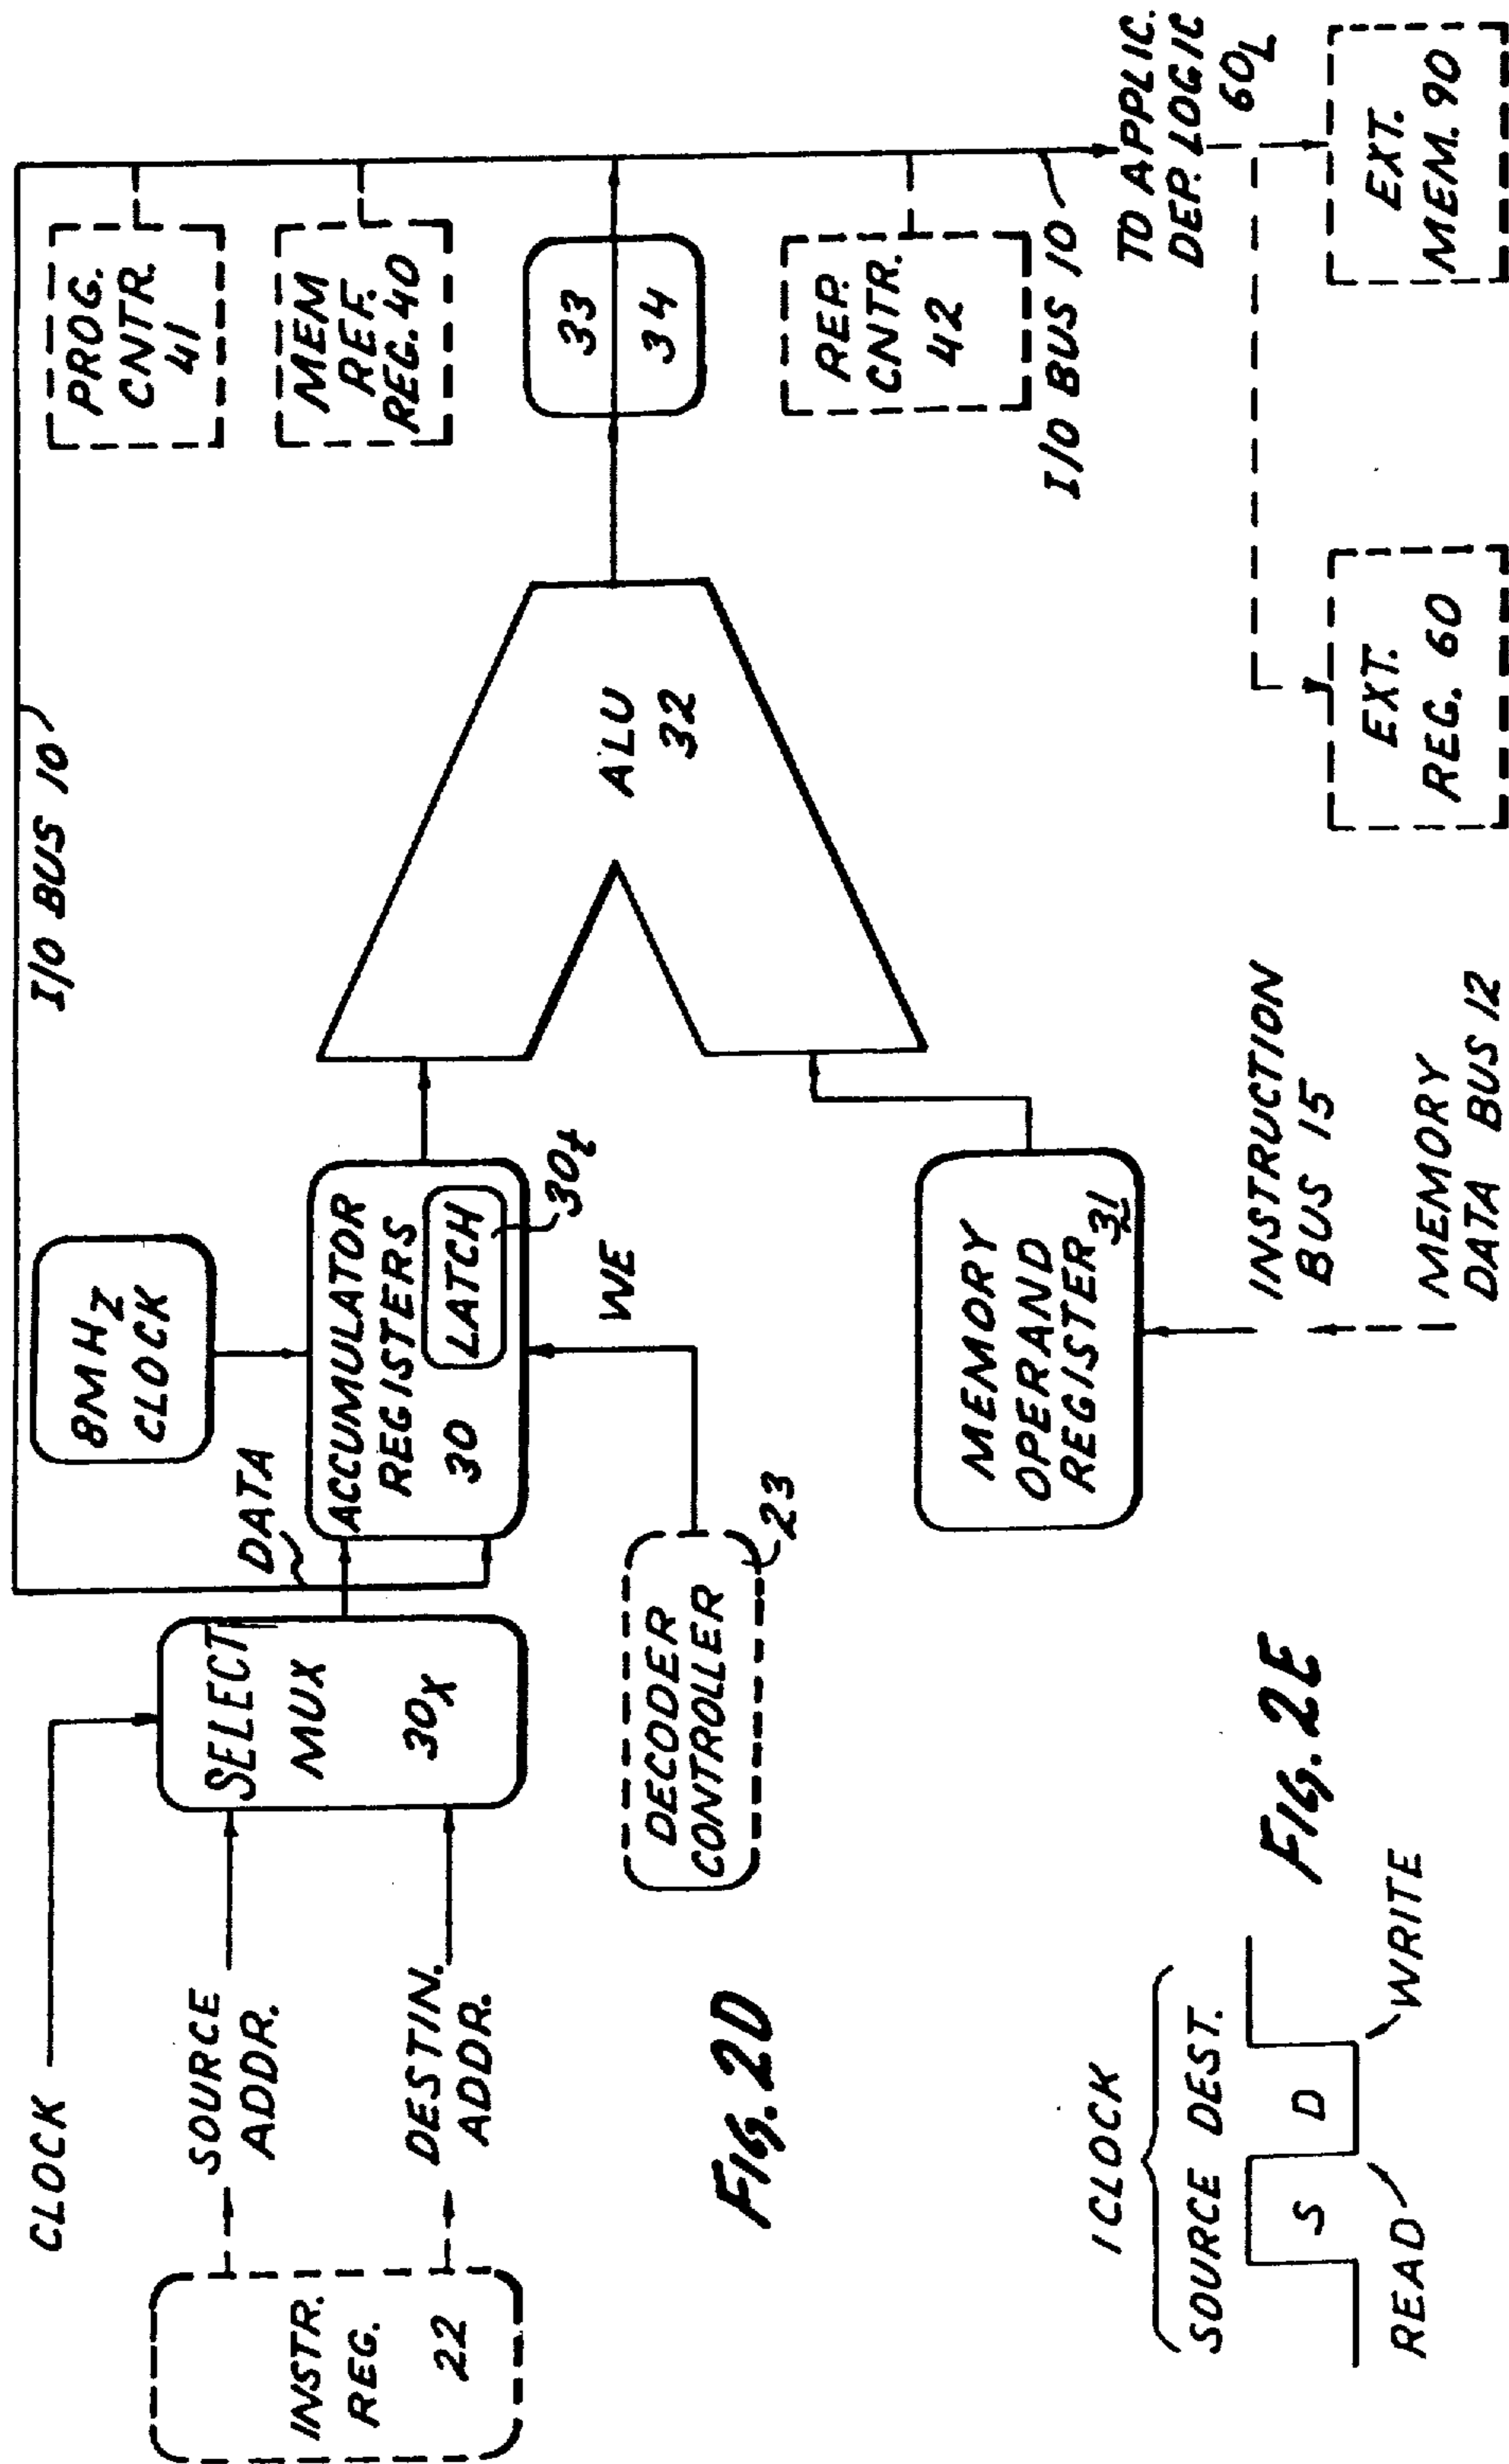 CLOCK
I/O BUS 10
INSTR.
REG.
22
SOURCE
ADDR.
DESTIN.
ADDR.
SELECT
MUX
30X
DATA
8MHZ
CLOCK
ACCUMULATOR
REGISTERS
30
LATCH
30t
WE
DECODER
CONTROLLER
23
MEMORY
OPERAND
REGISTER 31
INSTRUCTION
BUS 15
MEMORY
DATA BUS 12
ALU
32
PROG.
CNTR.
41
MEM
REF.
REG. 40
33
34
REP.
CNTR.
42
I/O BUS 10
TO APPLIC.
DEP. LOGIC
60L
EXT.
REG. 60
EXT.
MEM. 90
FIG. 2D
1 CLOCK
SOURCE DEST.
S D
READ
WRITE
FIG. 2E